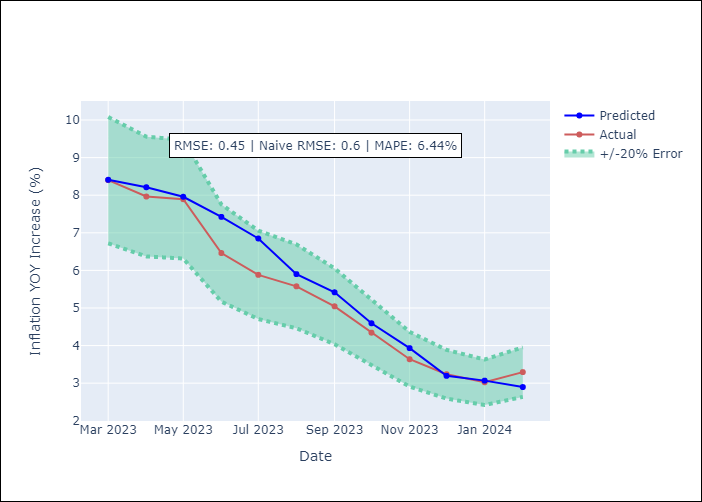 RMSE: 0.45 | Naive RMSE: 0.6 | MAPE: 6.44%
Predicted
Actual
+/-20% Error
Inflation YOY Increase (%)
10
9
8
7
6
5
4
3
2
Mar 2023
May 2023
Jul 2023
Sep 2023
Nov 2023
Jan 2024
Date